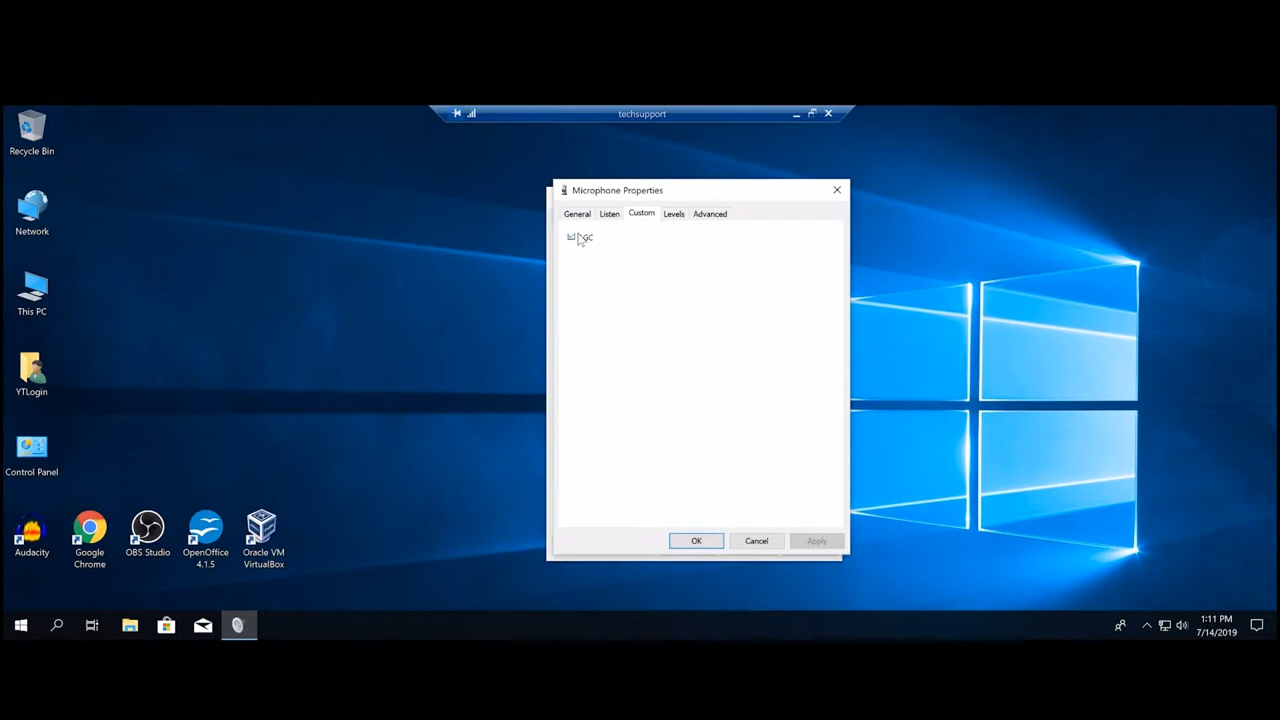 techsupport
Recycle Bin
Microphone Properties
General Listen Custom Levels Advanced
Network
This PC
YTLogin
Control Panel
Audacity
Google
Chrome
OBS Studio
OpenOffice
4.1.5
Oracle VM
VirtualBox
OK Cancel Apply
1:11 PM
7/14/2019